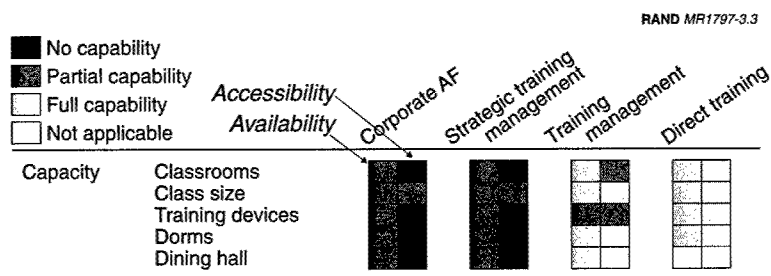 RAND MR1797-3.3
No capability
Partial capability
Full capability
Not applicable
Accessibility
Availability
Corporate AF
Strategic training
management
Training
management
Direct training
Capacity Classrooms
Class size
Training devices
Dorms
Dining hall